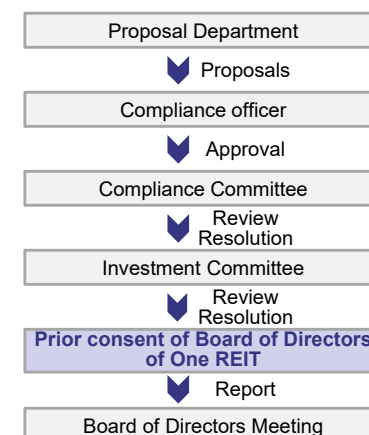 Proposal Department
Proposals
Compliance officer
Approval
Compliance Committee
Review
Resolution
Investment Committee
Review
Resolution
Prior consent of Board of Directors
of One REIT
Report
Board of Directors Meeting